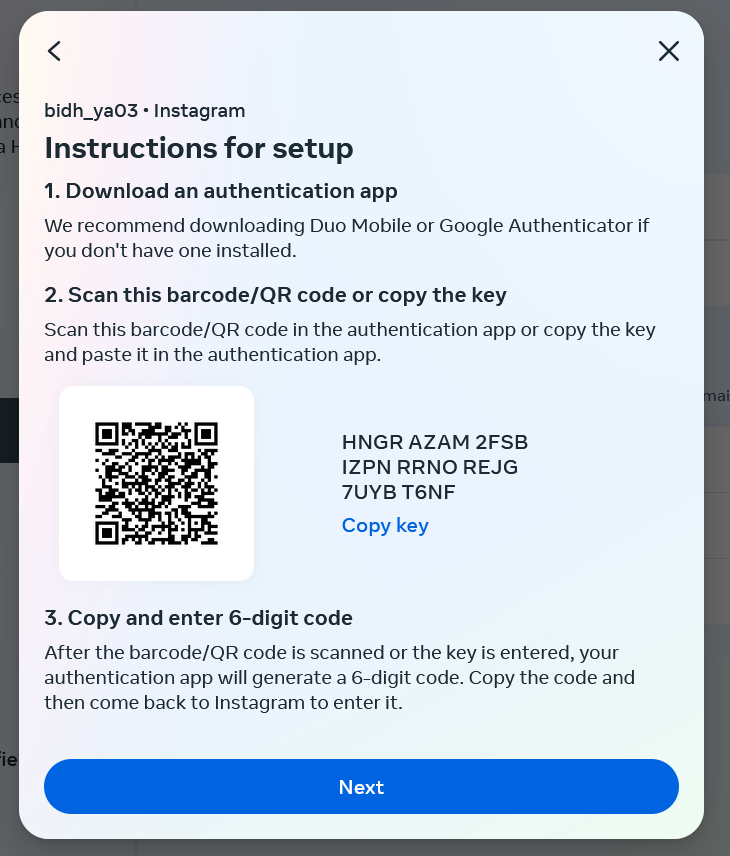 bidh_ya03 • Instagram
Instructions for setup
1. Download an authentication app
We recommend downloading Duo Mobile or Google Authenticator if
you don't have one installed.
2. Scan this barcode/QR code or copy the key
Scan this barcode/QR code in the authentication app or copy the key
and paste it in the authentication app.
HNGR AZAM 2FSB
IZPN RRNO REJG
7UYB T6NF
Copy key
3. Copy and enter 6-digit code
After the barcode/QR code is scanned or the key is entered, your
authentication app will generate a 6-digit code. Copy the code and
then come back to Instagram to enter it.
Next